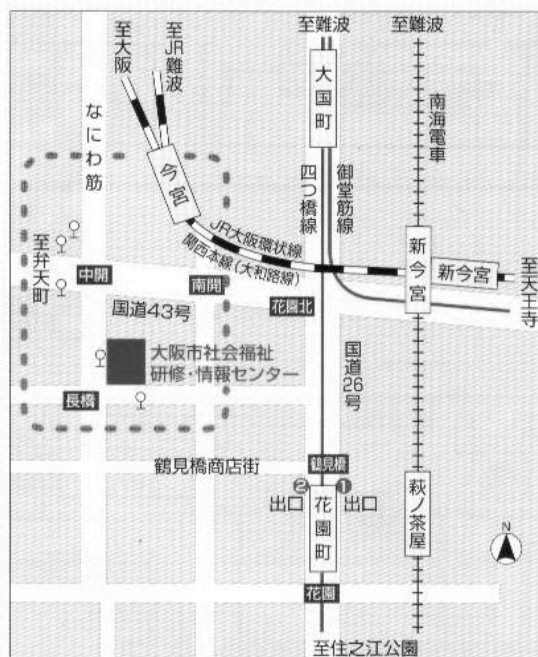 至大阪
至JR難波
至難波
至難波
大国町
なにわ筋
今宮
四つ橋線
御堂筋線
南海電車
JR大阪環状線
関西本線(大和路線)
新今宮
新今宮
至天王寺
至弁天町
中開
南開
花園北
国道43号
大阪市社会福祉
研修・情報センター
国道26号
長橋
鶴見橋商店街
鶴見橋
2
出口
1
出口
花園町
萩ノ茶屋
N
花園
至住之江公園